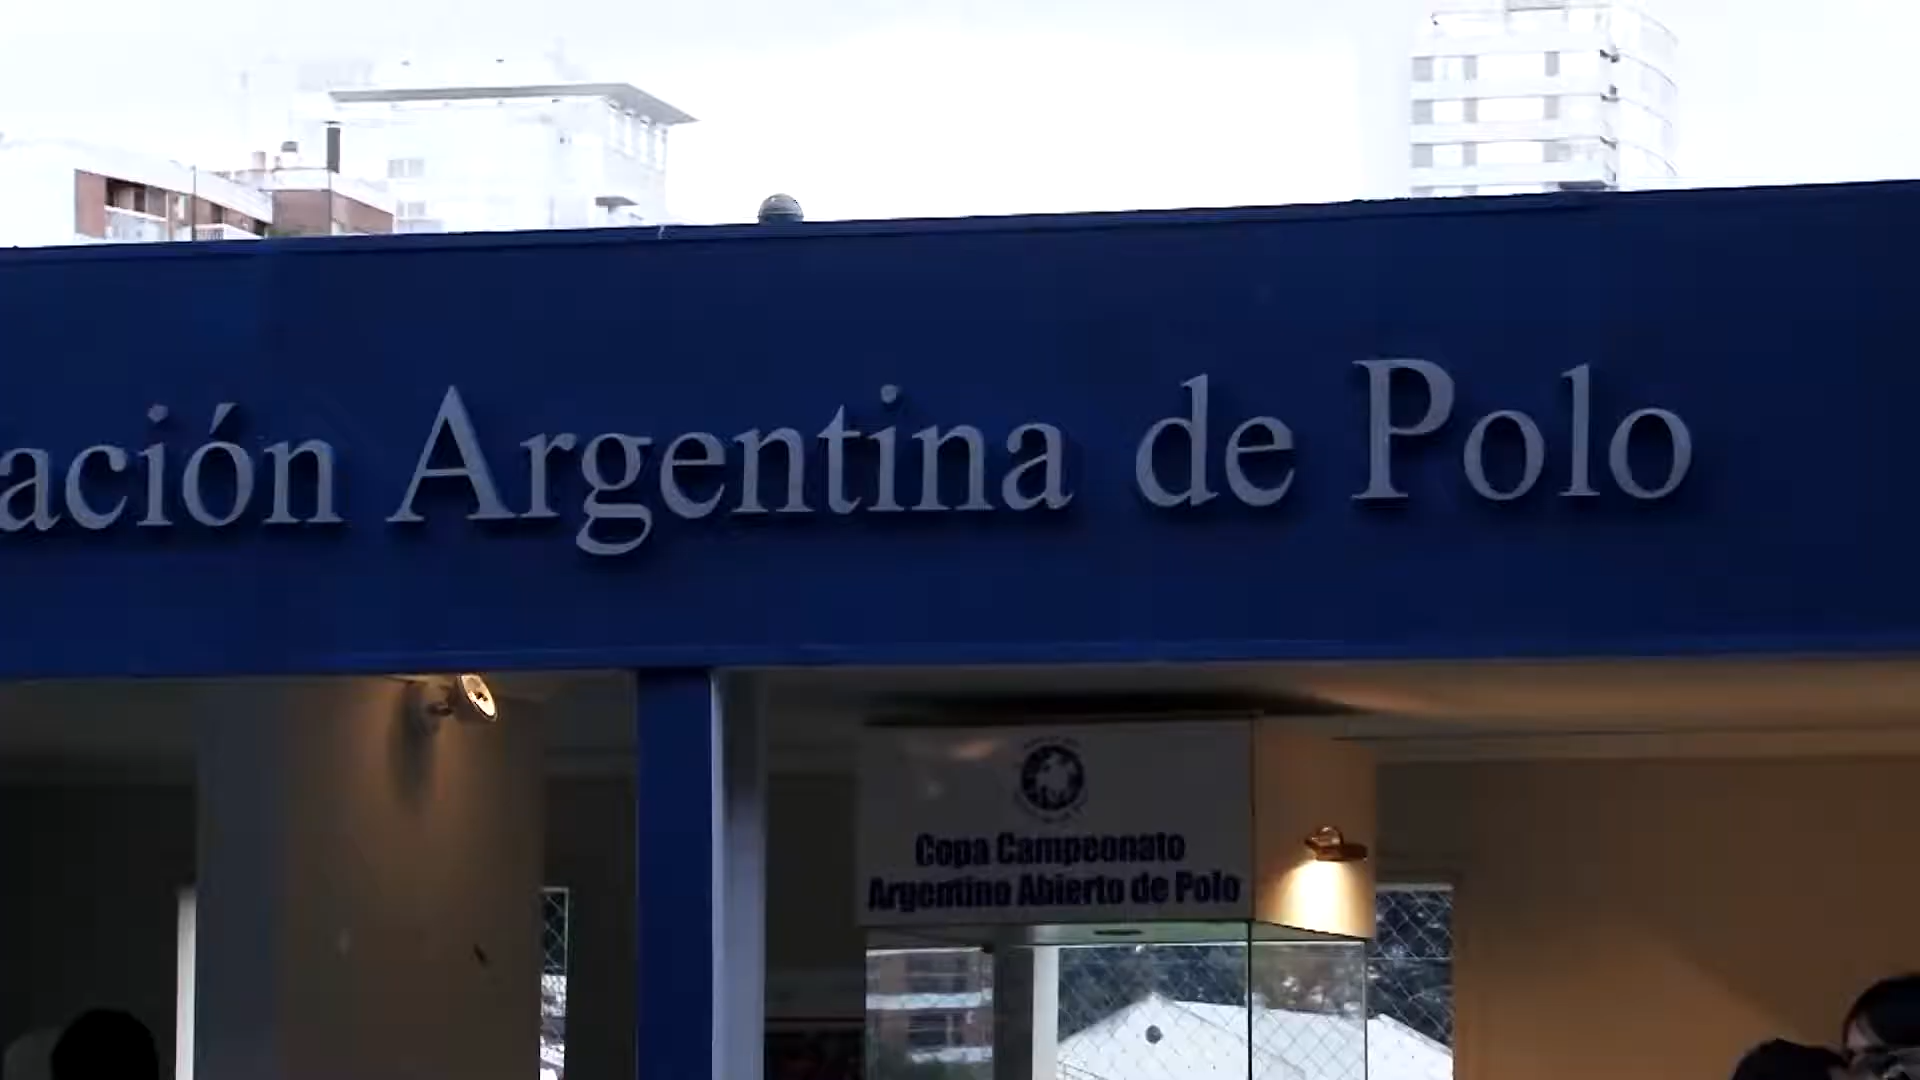 ación Argentina de Polo
Copa Campeonato
Argentino Abierto de Polo